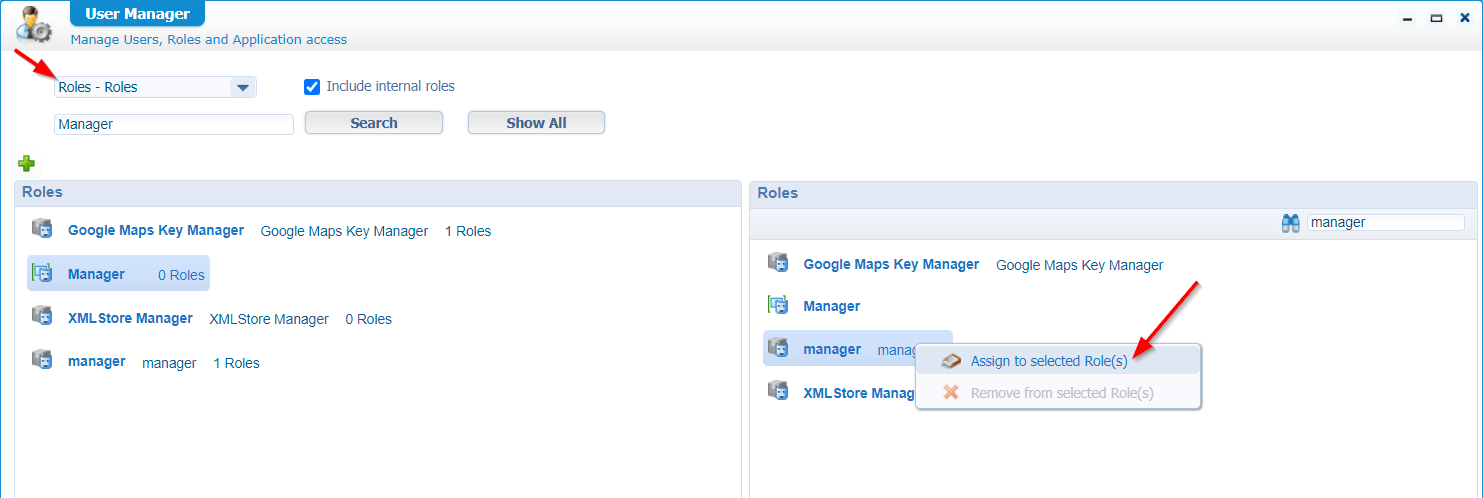 User Manager
Manage Users, Roles and Application access
Roles - Roles
Include internal roles
Manager
Search
Show All
Roles
Google Maps Key Manager Google Maps Key Manager 1 Roles
Manager 0 Roles
XMLStore Manager XMLStore Manager 0 Roles
manager manager 1 Roles
Roles
manager
Google Maps Key Manager Google Maps Key Manager
Manager
manager manag
Assign to selected Role(s)
XMLStore Manag
Remove from selected Role(s)